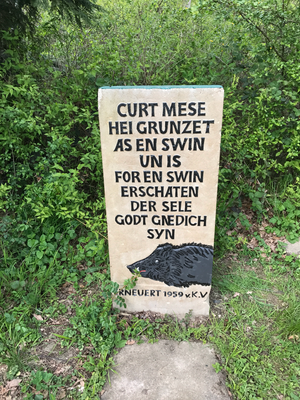 CURT MESE
HEI GRUNZET
AS EN SWIN
UN IS
FOR EN SWIN
ERSCHATEN
DER SELE
GODT GNEDICH
SYN
ERNEUERT 1959 v.K.V